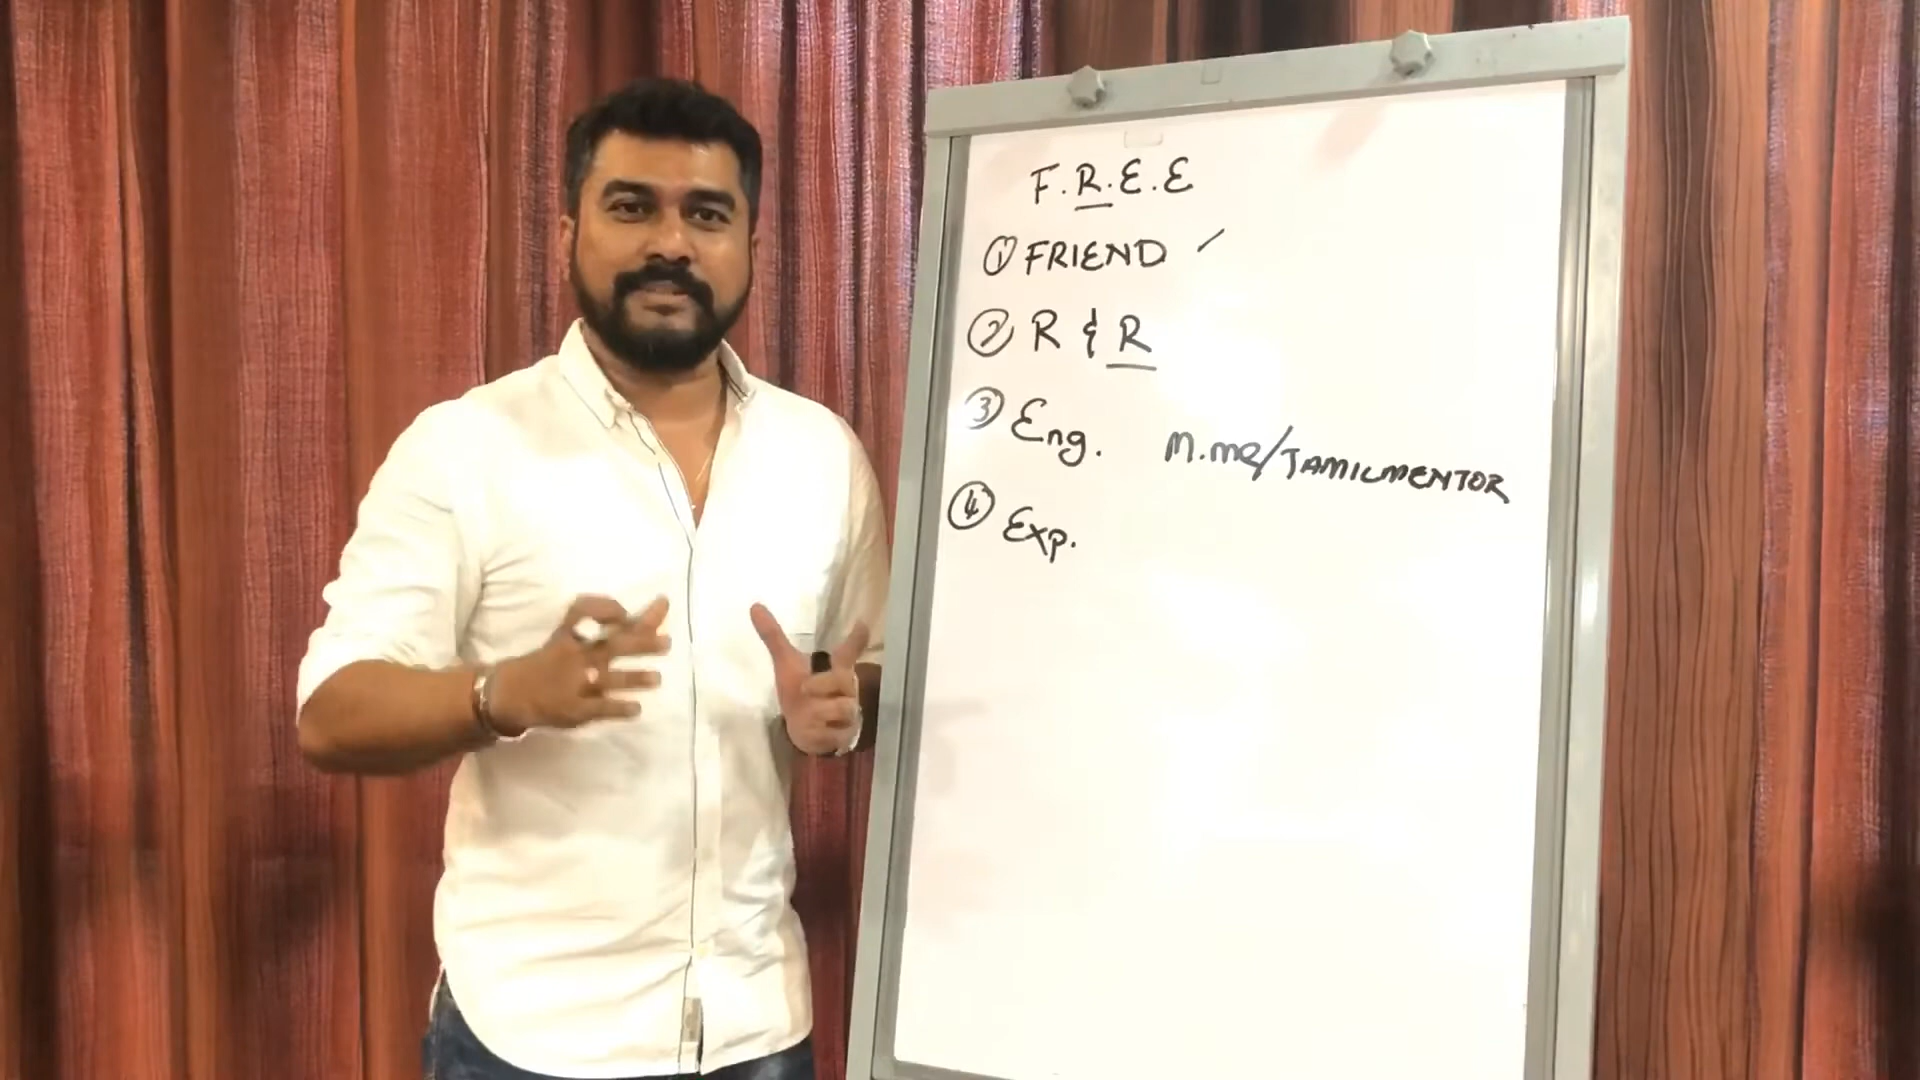 F.R.E.E
① FRIEND ✓
② R & R
③ Eng. M.me/TAMILMENTOR
④ Exp.